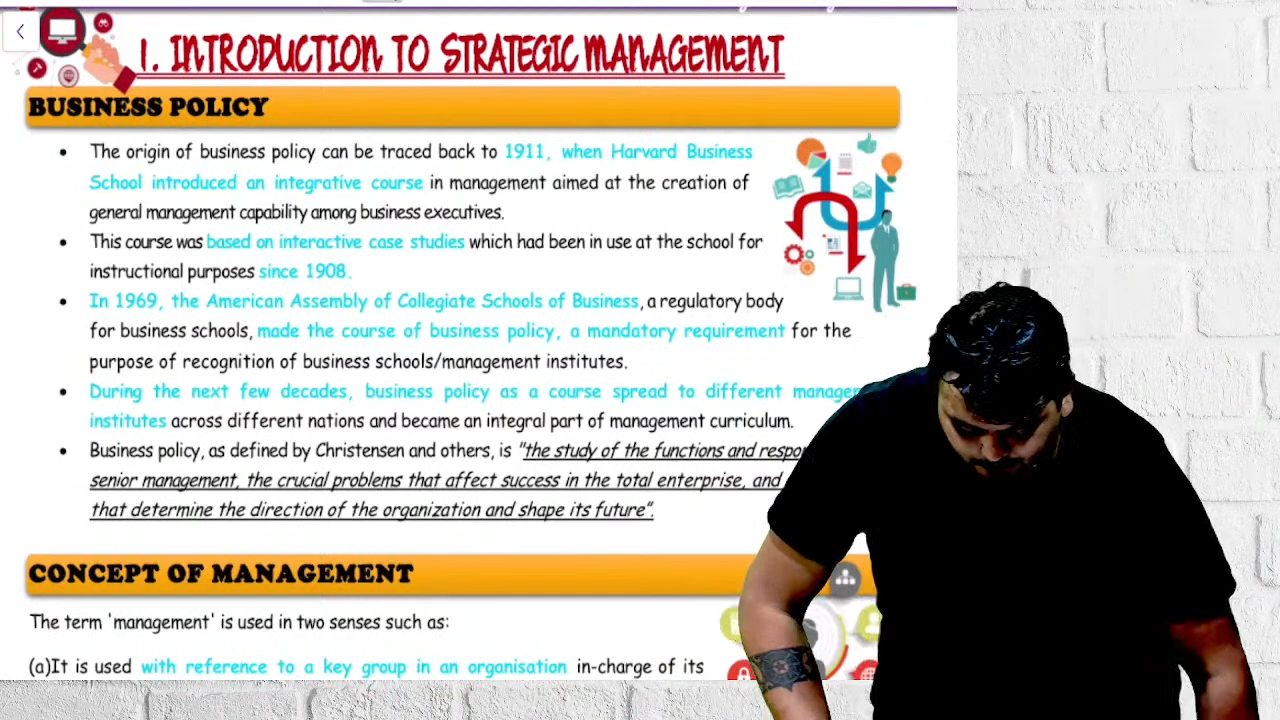 1. INTRODUCTION TO STRATEGIC MANAGEMENT
BUSINESS POLICY
• The origin of business policy can be traced back to 1911, when Harvard Business
School introduced an integrative course in management aimed at the creation of
general management capability among business executives.
• This course was based on interactive case studies which had been in use at the school for
instructional purposes since 1908.
• In 1969, the American Assembly of Collegiate Schools of Business, a regulatory body
for business schools, made the course of business policy, a mandatory requirement for the
purpose of recognition of business schools/management institutes.
• During the next few decades, business policy as a course spread to different
institutes across different nations and became an integral part of management curriculum.
• Business policy, as defined by Christensen and others, is "the study of the functions and
senior management, the crucial problems that affect success in the total enterprise, and
that determine the direction of the organization and shape its future".
CONCEPT OF MANAGEMENT
The term 'management' is used in two senses such as:
(a)It is used with reference to a key group in an organisation in-charge of its